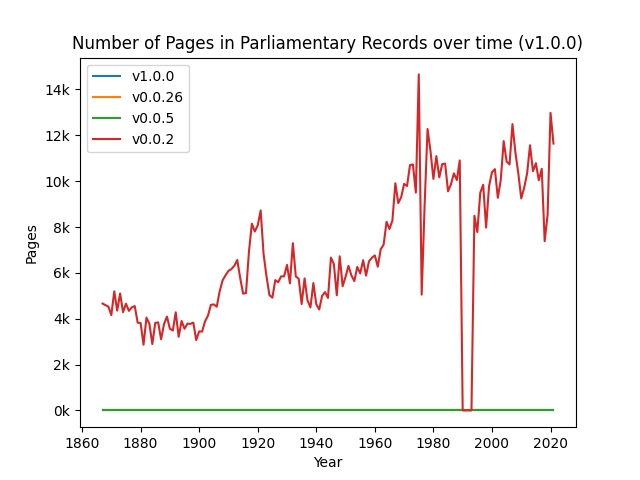 Number of Pages in Parliamentary Records over time (v1.0.0)
v1.0.0
v0.0.26
v0.0.5
v0.0.2
14k
12k
10k
8k
6k
4k
2k
0k
Pages
1860 1880 1900 1920 1940 1960 1980 2000 2020
Year